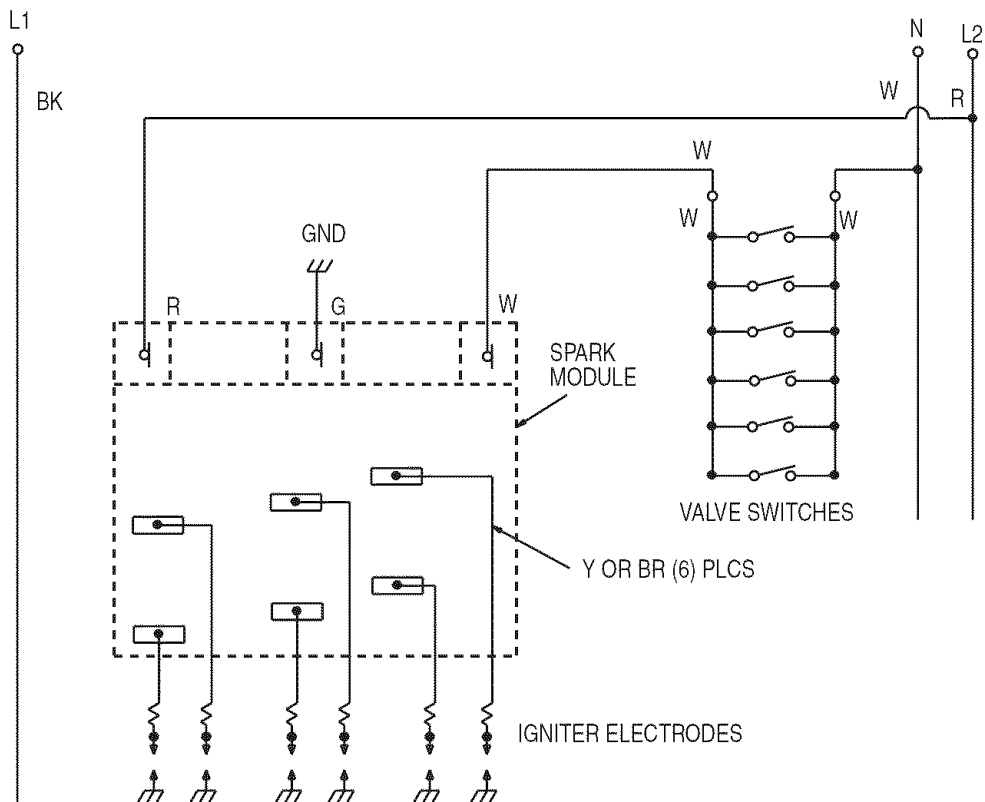 L1
N
L2
BK
W
R
W
W
W
GND
R
G
W
SPARK
MODULE
VALVE SWITCHES
Y OR BR (6) PLCS
IGNITER ELECTRODES